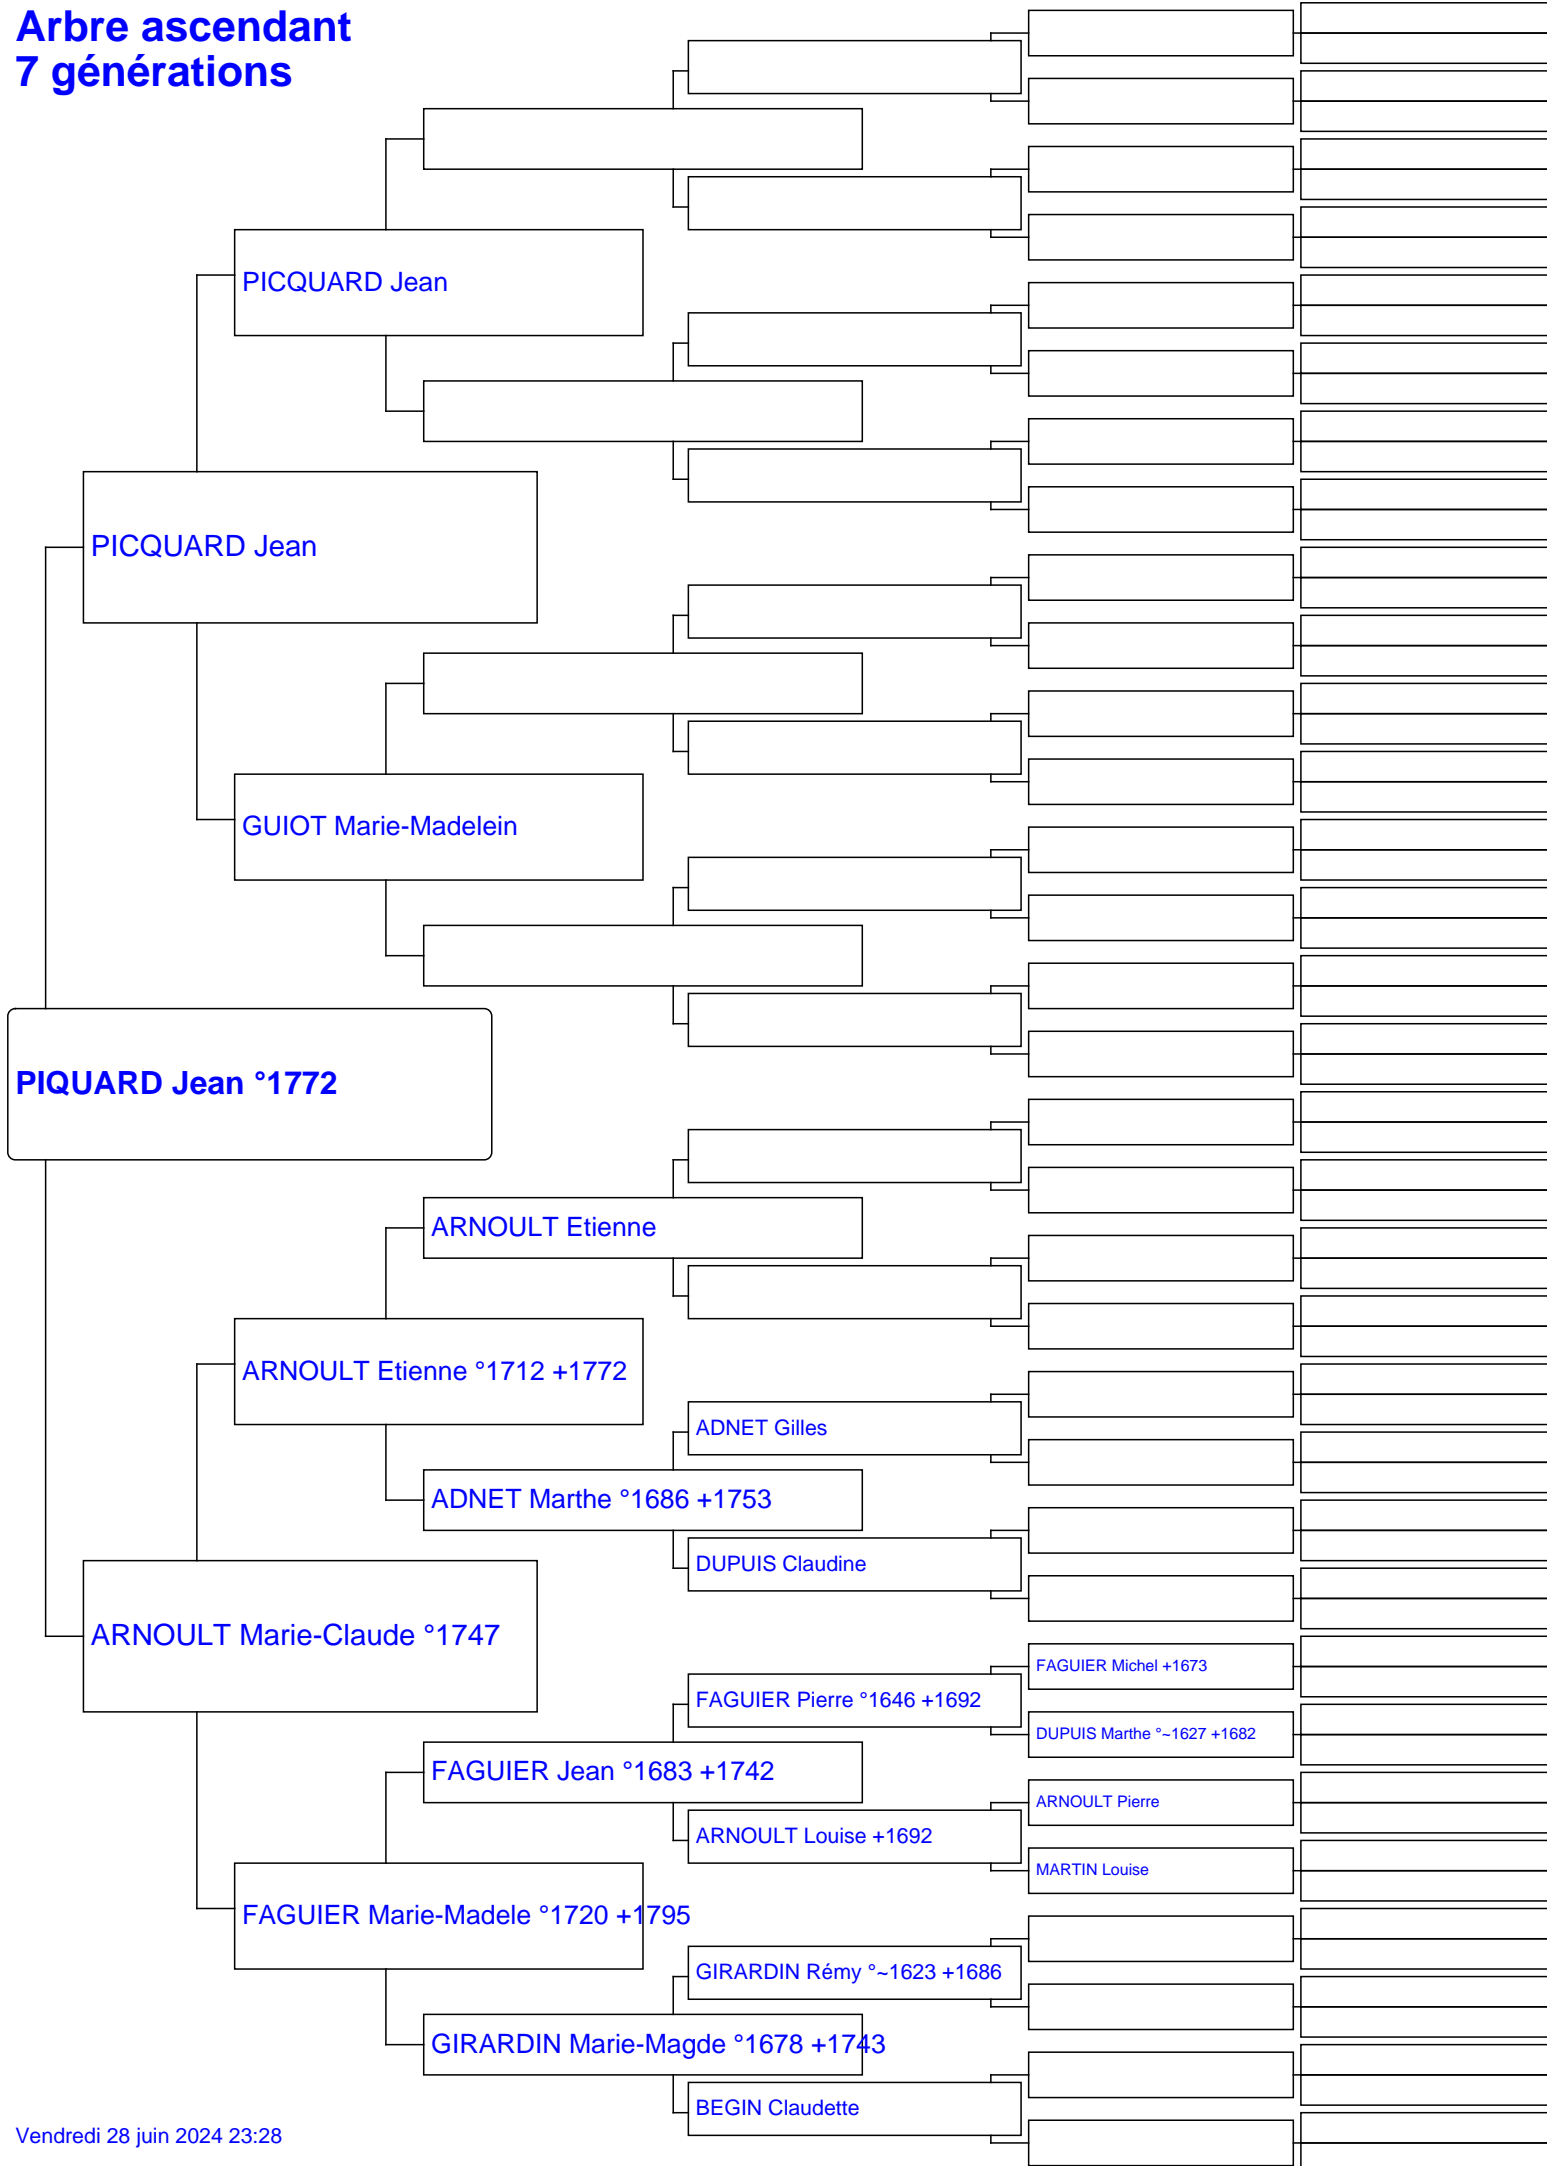 Arbre ascendant
7 générations
PICQUARD Jean
PICQUARD Jean
GUIOT Marie-Madelein
PIQUARD Jean °1772
ARNOULT Etienne
ARNOULT Etienne °1712 +1772
ADNET Gilles
ADNET Marthe °1686 +1753
DUPUIS Claudine
ARNOULT Marie-Claude °1747
FAGUIER Michel +1673
FAGUIER Pierre °1646 +1692
DUPUIS Marthe °~1627 +1682
FAGUIER Jean °1683 +1742
ARNOULT Pierre
ARNOULT Louise +1692
MARTIN Louise
FAGUIER Marie-Madele °1720 +1795
GIRARDIN Rémy °~1623 +1686
GIRARDIN Marie-Magde °1678 +1743
BEGIN Claudette
Vendredi 28 juin 2024 23:28